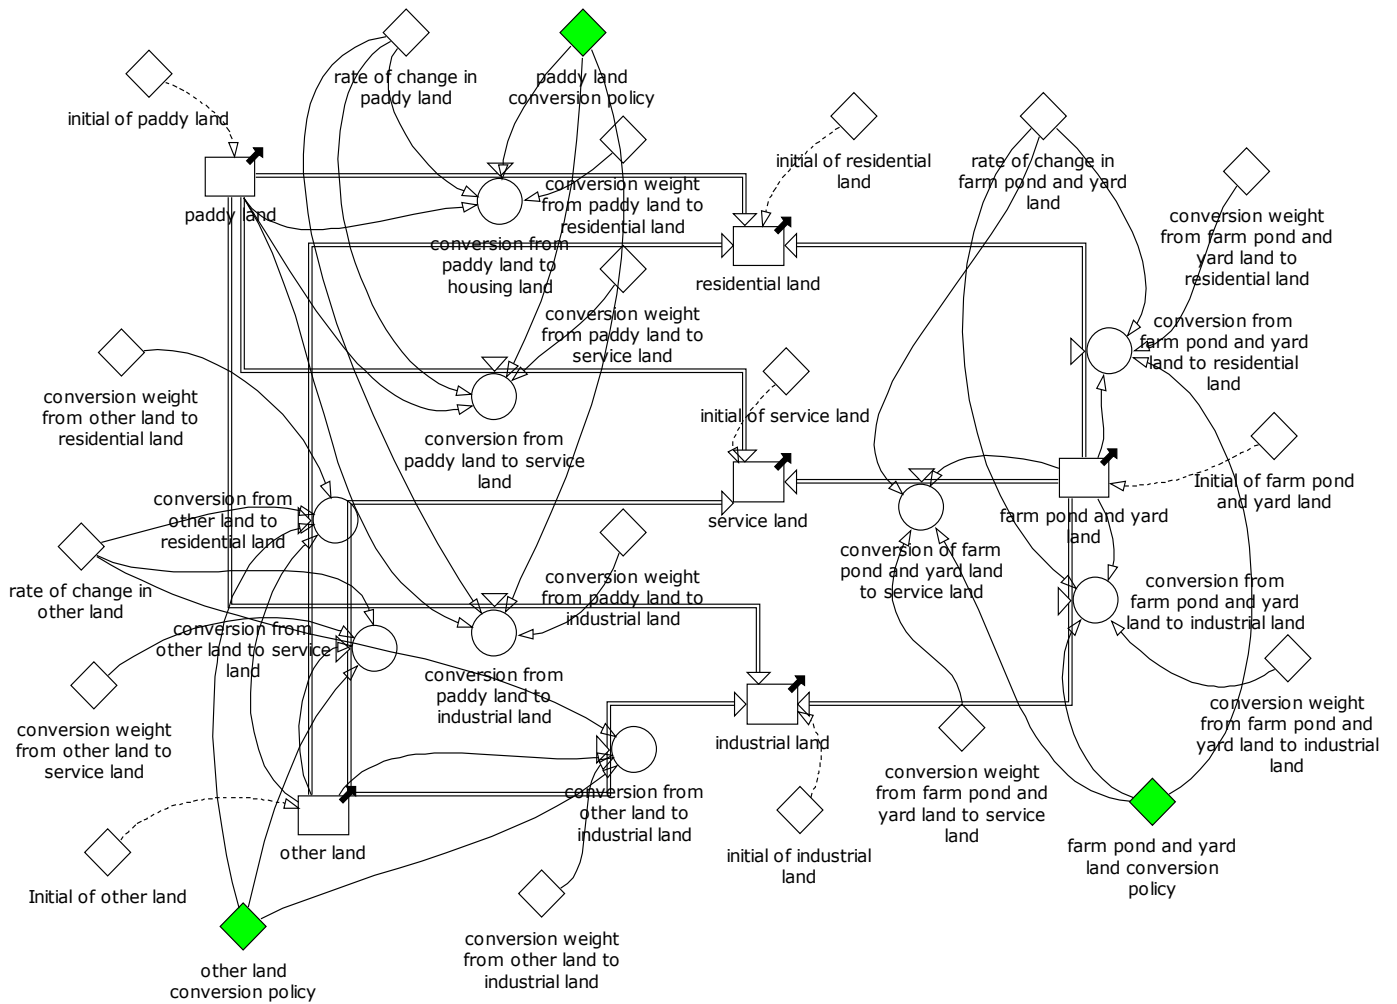 rate of change in
paddy land
paddy land
conversion policy
initial of paddy land
paddy land
conversion weight
from paddy land to
residential land
initial of residential
land
rate of change in
farm pond and yard
land
conversion weight
from farm pond and
yard land to
residential land
conversion from
paddy land to
housing land
residential land
conversion weight
from paddy land to
service land
conversion from
farm pond and yard
land to residential
land
conversion weight
from other land to
residential land
initial of service land
conversion from
paddy land to service
land
Initial of farm pond
and yard land
conversion from
other land to
residential land
service land
farm pond and yard
land
rate of change in
other land
conversion weight
from paddy land to
industrial land
conversion of farm
pond and yard land
to service land
conversion from
farm pond and yard
land to industrial land
conversion from
other land to service
land
conversion from
paddy land to
industrial land
conversion weight
from other land to
service land
industrial land
conversion weight
from farm pond and
yard land to industrial
land
conversion weight
from farm pond and
yard land to service
land
conversion from
other land to
industrial land
other land
initial of industrial
land
farm pond and yard
land conversion
policy
Initial of other land
conversion weight
from other land to
industrial land
other land
conversion policy